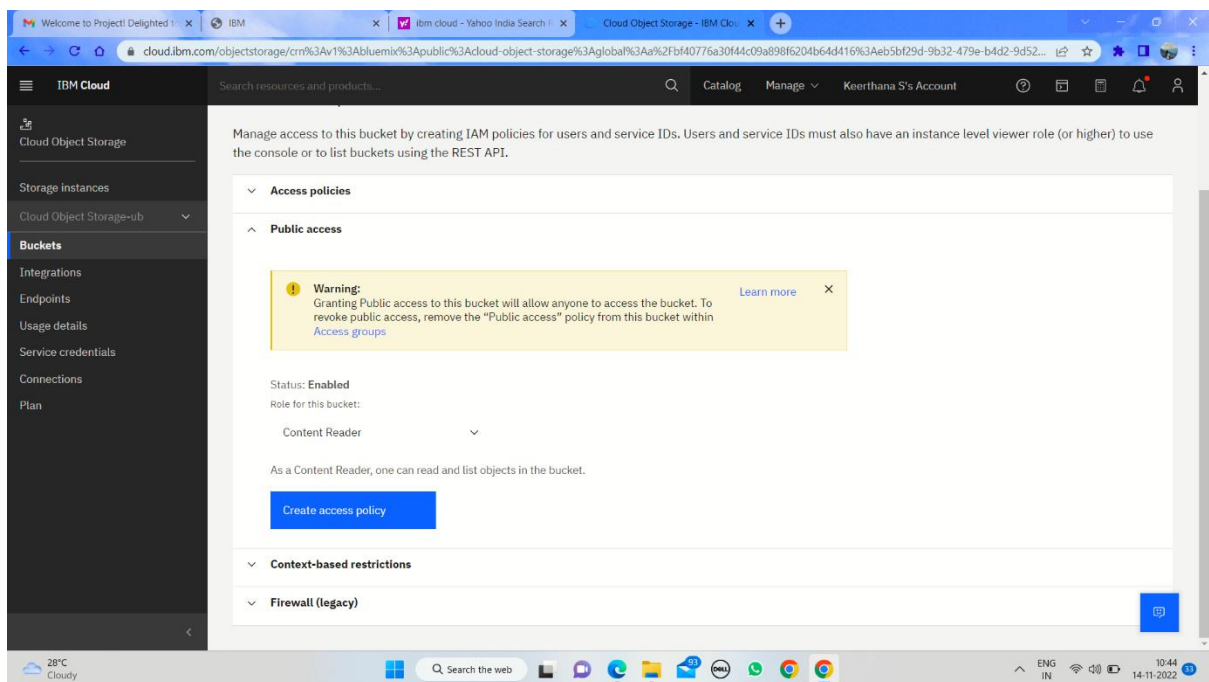 Welcome to Project! Delighted t
IBM
ibm cloud - Yahoo India Search R
Cloud Object Storage - IBM Clou
cloud.ibm.com/objectstorage/crn%3Av1%3Abluemix%3Apublic%3Acloud-object-storage%3Aglobal%3Aa%2Fbf40776a30f44c09a898f6204b64d416%3Aeb5bf29d-9b32-479e-b4d2-9d52...
IBM Cloud
Search resources and products...
Catalog
Manage
Keerthana S's Account
Cloud Object Storage
Storage instances
Cloud Object Storage-ub
Buckets
Integrations
Endpoints
Usage details
Service credentials
Connections
Plan
Manage access to this bucket by creating IAM policies for users and service IDs. Users and service IDs must also have an instance level viewer role (or higher) to use
the console or to list buckets using the REST API.
Access policies
Public access
Warning:
Granting Public access to this bucket will allow anyone to access the bucket. To
revoke public access, remove the “Public access” policy from this bucket within
Access groups
Learn more
Status: Enabled
Role for this bucket:
Content Reader
As a Content Reader, one can read and list objects in the bucket.
Create access policy
Context-based restrictions
Firewall (legacy)
28°C
Cloudy
Search the web
93
DELL
ENG
IN
10:44
14-11-2022
33